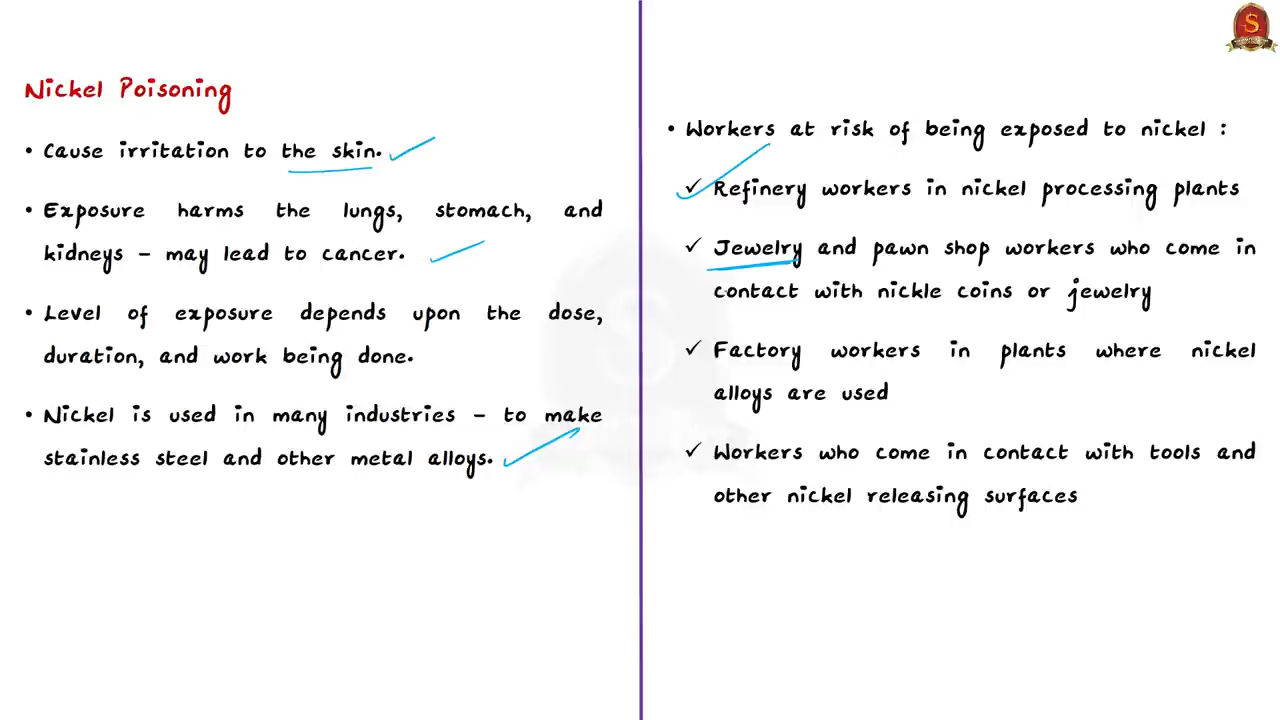 Nickel Poisoning
• Cause irritation to the skin.
• Exposure harms the lungs, stomach, and
kidneys – may lead to cancer.
• Level of exposure depends upon the dose,
duration, and work being done.
• Nickel is used in many industries – to make
stainless steel and other metal alloys.
• Workers at risk of being exposed to nickel :
✓ Refinery workers in nickel processing plants
✓ Jewelry and pawn shop workers who come in
contact with nickle coins or jewelry
✓ Factory workers in plants where nickel
alloys are used
✓ Workers who come in contact with tools and
other nickel releasing surfaces
S